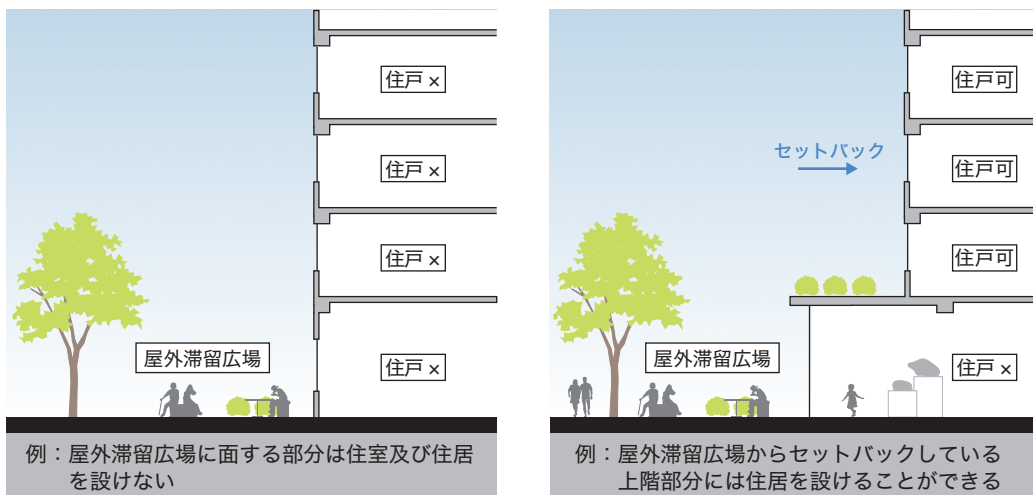 住戸 ×
住戸 ×
住戸 ×
屋外滞留広場
住戸 ×
例：屋外滞留広場に面する部分は住室及び住居
を設けない
住戸可
セットバック
住戸可
住戸可
屋外滞留広場
住戸 ×
例：屋外滞留広場からセットバックしている
上階部分には住居を設けることができる